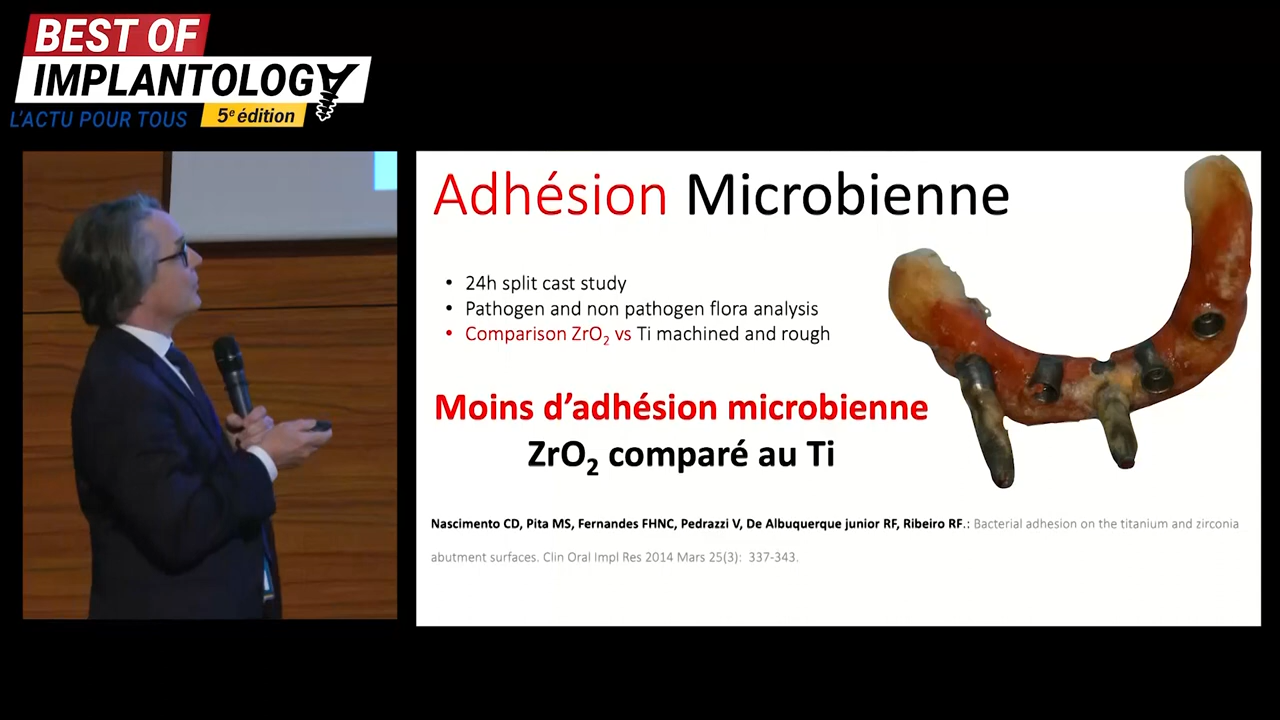 BEST OF
IMPLANTOLOGY
L'ACTU POUR TOUS
5e édition
Adhésion Microbienne
• 24h split cast study
• Pathogen and non pathogen flora analysis
• Comparison ZrO2 vs Ti machined and rough
Moins d'adhésion microbienne
ZrO2 comparé au Ti
Nascimento CD, Pita MS, Fernandes FHNC, Pedrazzi V, De Albuquerque junior RF, Ribeiro RF.: Bacterial adhesion on the titanium and zirconia
abutment surfaces. Clin Oral Impl Res 2014 Mars 25(3): 337-343.